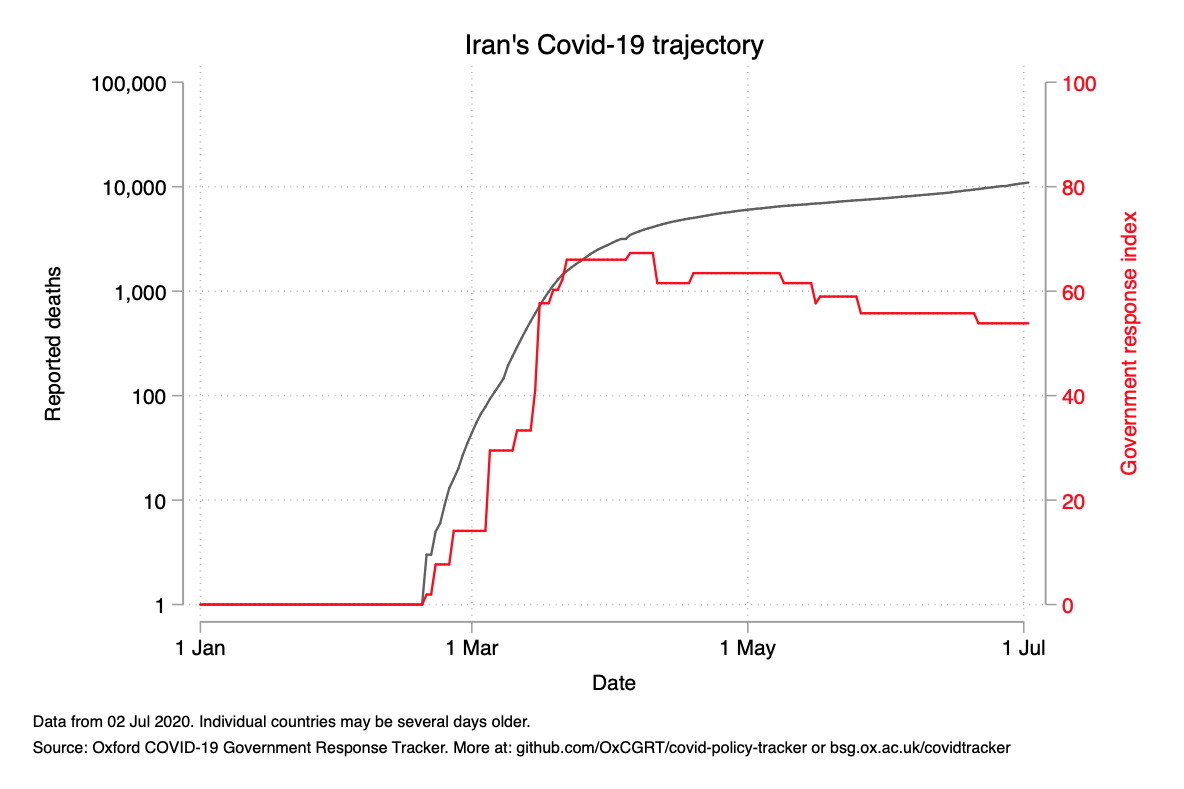 Iran's Covid-19 trajectory
100,000
10,000
1,000
100
10
1
Reported deaths
100
80
60
40
20
0
Government response index
1 Jan
1 Mar
1 May
1 Jul
Date
Data from 02 Jul 2020. Individual countries may be several days older.
Source: Oxford COVID-19 Government Response Tracker. More at: github.com/OxCGRT/covid-policy-tracker or bsg.ox.ac.uk/covidtracker